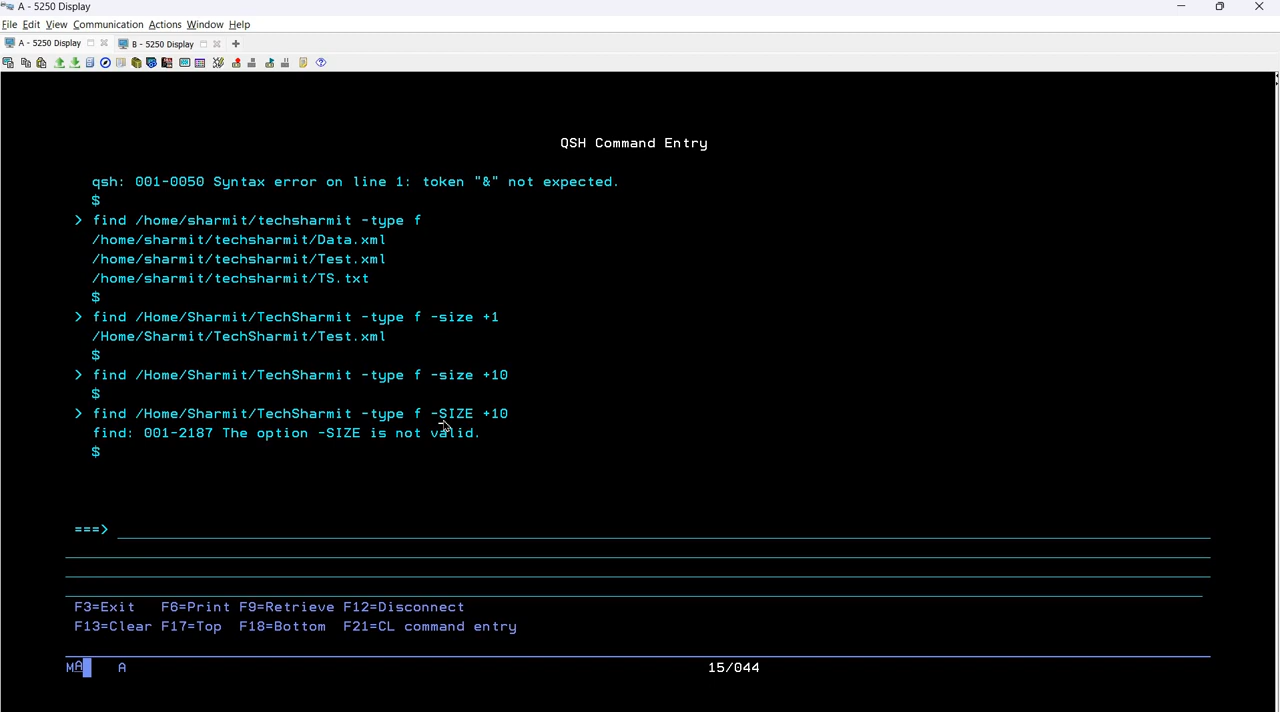 A - 5250 Display
File Edit View Communication Actions Window Help
A - 5250 Display B - 5250 Display
QSH Command Entry
qsh: 001-0050 Syntax error on line 1: token "&" not expected.
$
> find /home/sharmit/techsharmit -type f
/home/sharmit/techsharmit/Data.xml
/home/sharmit/techsharmit/Test.xml
/home/sharmit/techsharmit/TS.txt
$
> find /Home/Sharmit/TechSharmit -type f -size +1
/Home/Sharmit/TechSharmit/Test.xml
$
> find /Home/Sharmit/TechSharmit -type f -size +10
$
> find /Home/Sharmit/TechSharmit -type f -SIZE +10
find: 001-2187 The option -SIZE is not valid.
$
===>
F3=Exit F6=Print F9=Retrieve F12=Disconnect
F13=Clear F17=Top F18=Bottom F21=CL command entry
MA A 15/044